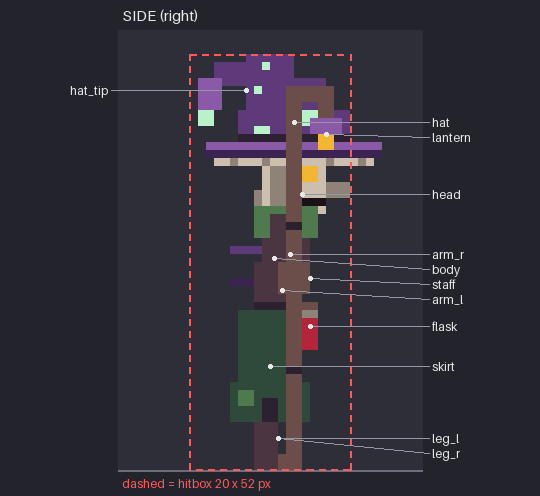 SIDE (right)
hat_tip
hat
lantern
head
arm_r
body
staff
arm_l
flask
skirt
leg_l
leg_r
dashed = hitbox 20 x 52 px